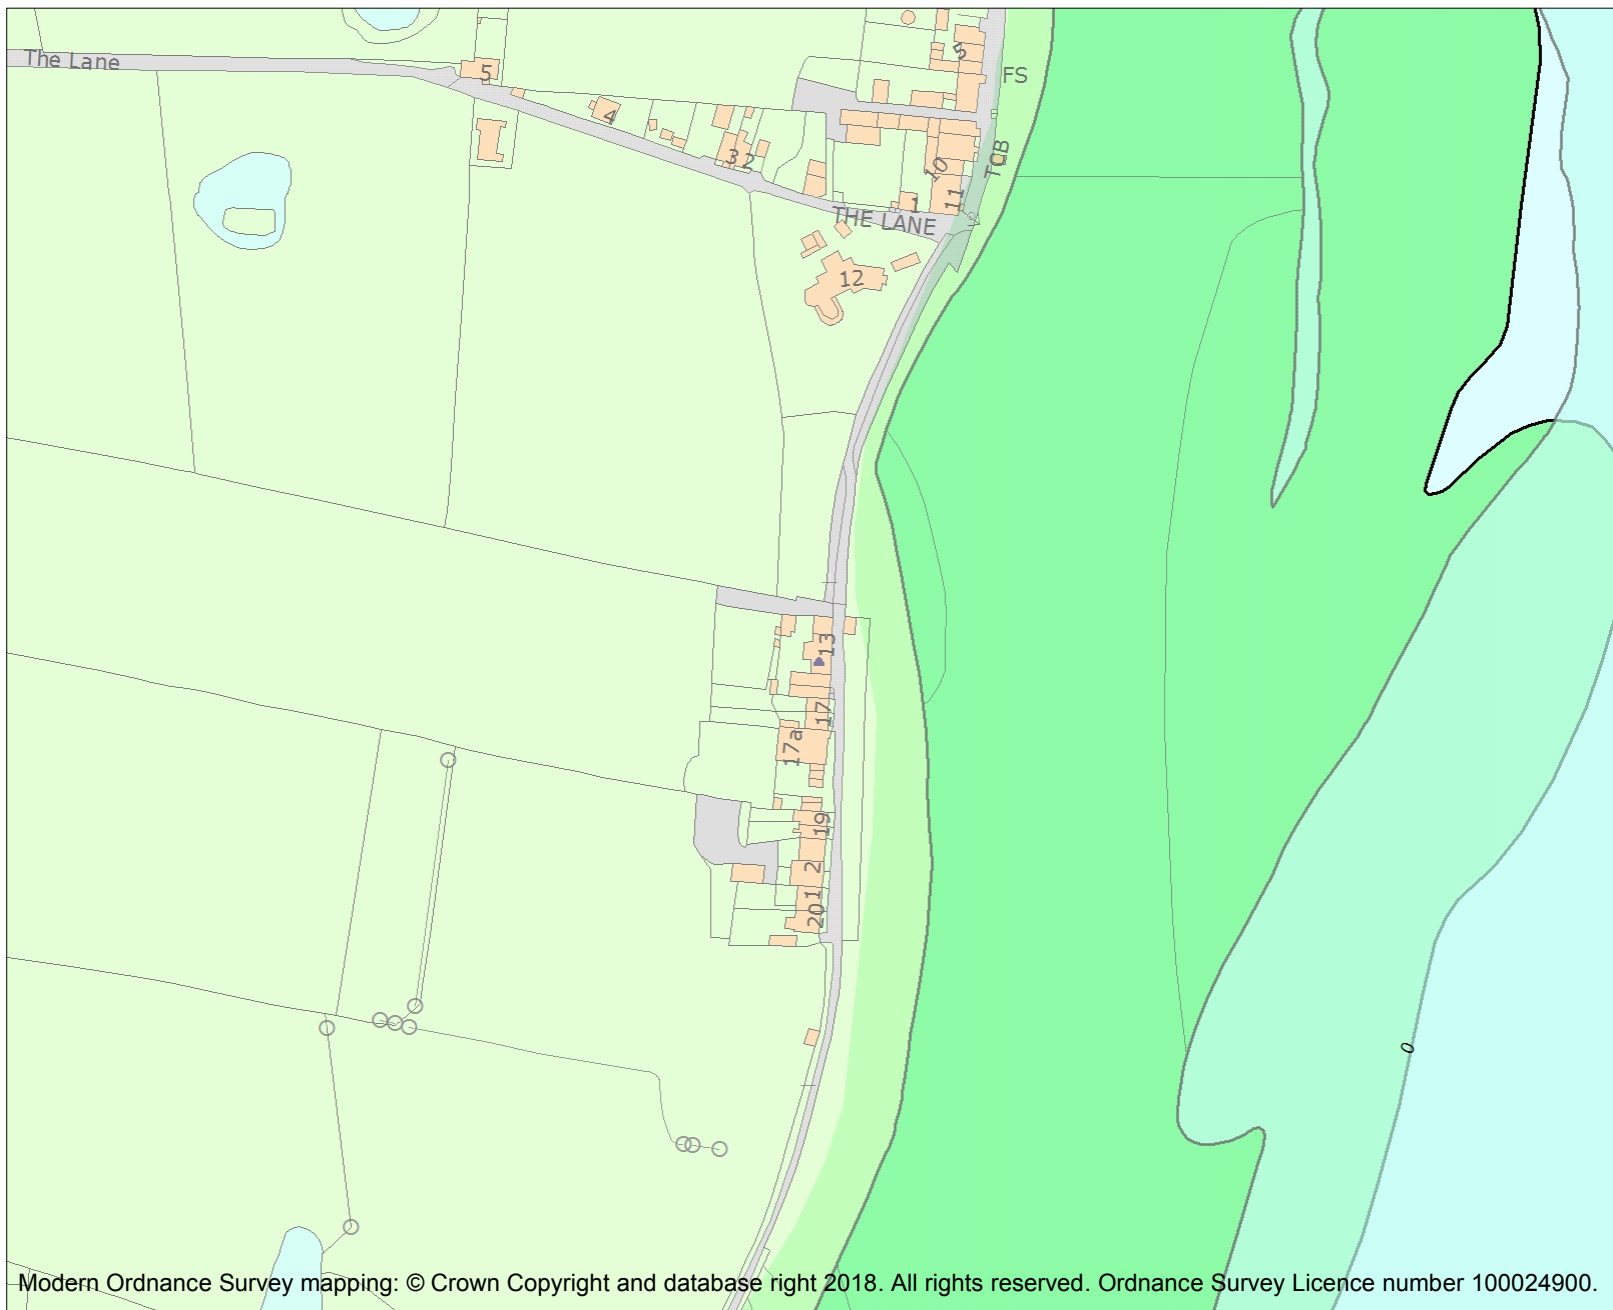 The Lane
5
5
FS
4
TCB
3
2
10
11
1
THE LANE
12
13
17
17a
19
2
1
20
0
Modern Ordnance Survey mapping: © Crown Copyright and database right 2018. All rights reserved. Ordnance Survey Licence number 100024900.